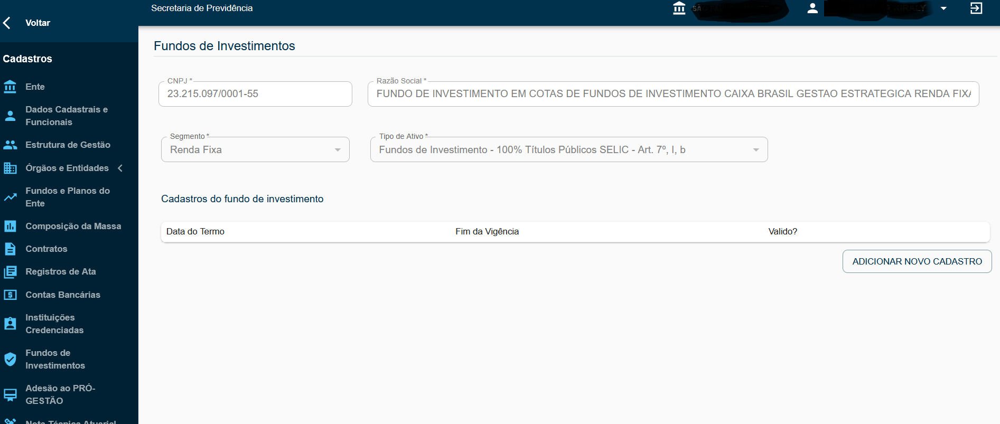 Secretaria de Previdência
SÃO
Voltar
Fundos de Investimentos
Cadastros
CNPJ *
Razão Social *
Ente
23.215.097/0001-55
FUNDO DE INVESTIMENTO EM COTAS DE FUNDOS DE INVESTIMENTO CAIXA BRASIL GESTAO ESTRATEGICA RENDA FIXA
Dados Cadastrais e
Funcionais
Segmento *
Tipo de Ativo *
Estrutura de Gestão
Renda Fixa
Fundos de Investimento - 100% Títulos Públicos SELIC - Art. 7º, I, b
Órgãos e Entidades
Fundos e Planos do
Ente
Cadastros do fundo de investimento
Composição da Massa
Data do Termo
Fim da Vigência
Valido?
Contratos
ADICIONAR NOVO CADASTRO
Registros de Ata
Contas Bancárias
Instituições
Credenciadas
Fundos de
Investimentos
Adesão ao PRÓ-
GESTÃO
Nota Técnica Atuarial